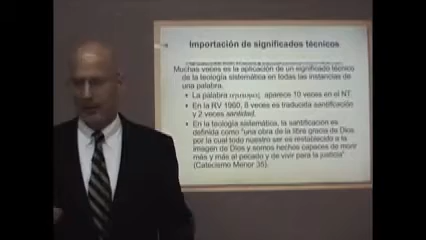 Importación de significados técnicos
Muchas veces es la aplicación de un significado técnico
de la teología sistemática en todas las instancias de
una palabra.
• La palabra aparece 10 veces en el NT.
• En la RV 1960, 8 veces es traducida santificación
y 2 veces santidad.
• En la teología sistemática, la santificación es
definida como "una obra de la libre gracia de Dios
por la cual todo nuestro ser es restablecido a la
imagen de Dios y somos hechos capaces de morir
más y más al pecado y de vivir para la justicia"
(Catecismo Menor 35).